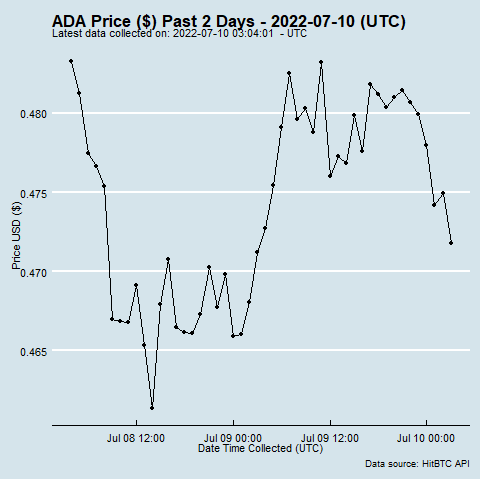 ADA Price ($) Past 2 Days - 2022-07-10 (UTC)
Latest data collected on: 2022-07-10 03:04:01 - UTC
0.480
0.475
0.470
0.465
Price USD ($)
Jul 08 12:00 Jul 09 00:00 Jul 09 12:00 Jul 10 00:00
Date Time Collected (UTC)
Data source: HitBTC API